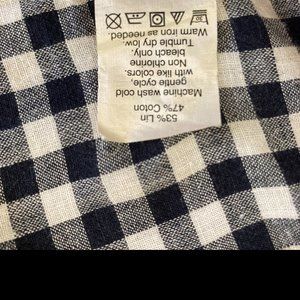 53% Lin
47% Coton
Machine wash cold
gentle cycle,
with like colors.
Non chlorine
bleach only
Tumble dry low.
Warm iron as needed.